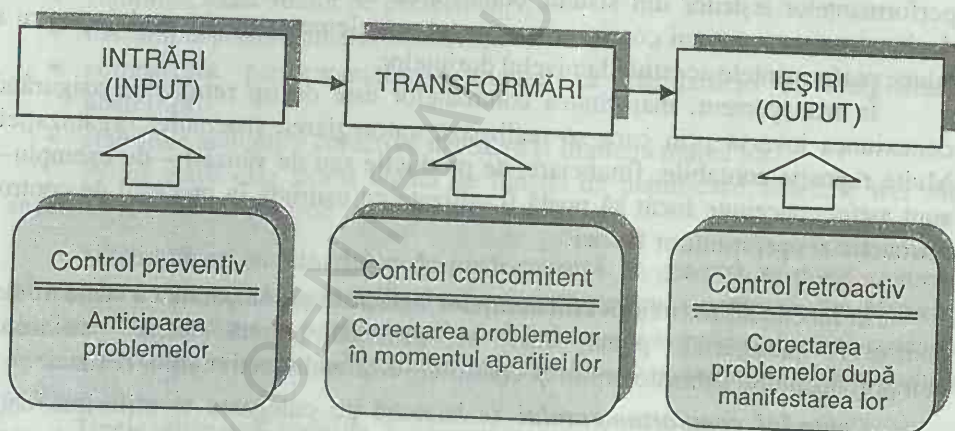 INTRĂRI
(INPUT)
TRANSFORMĂRI
IEŞIRI
(OUPUT)
Control preventiv
Anticiparea
problemelor
Control concomitent
Corectarea problemelor
în momentul apariţiei lor
Control retroactiv
Corectarea
problemelor după
manifestarea lor